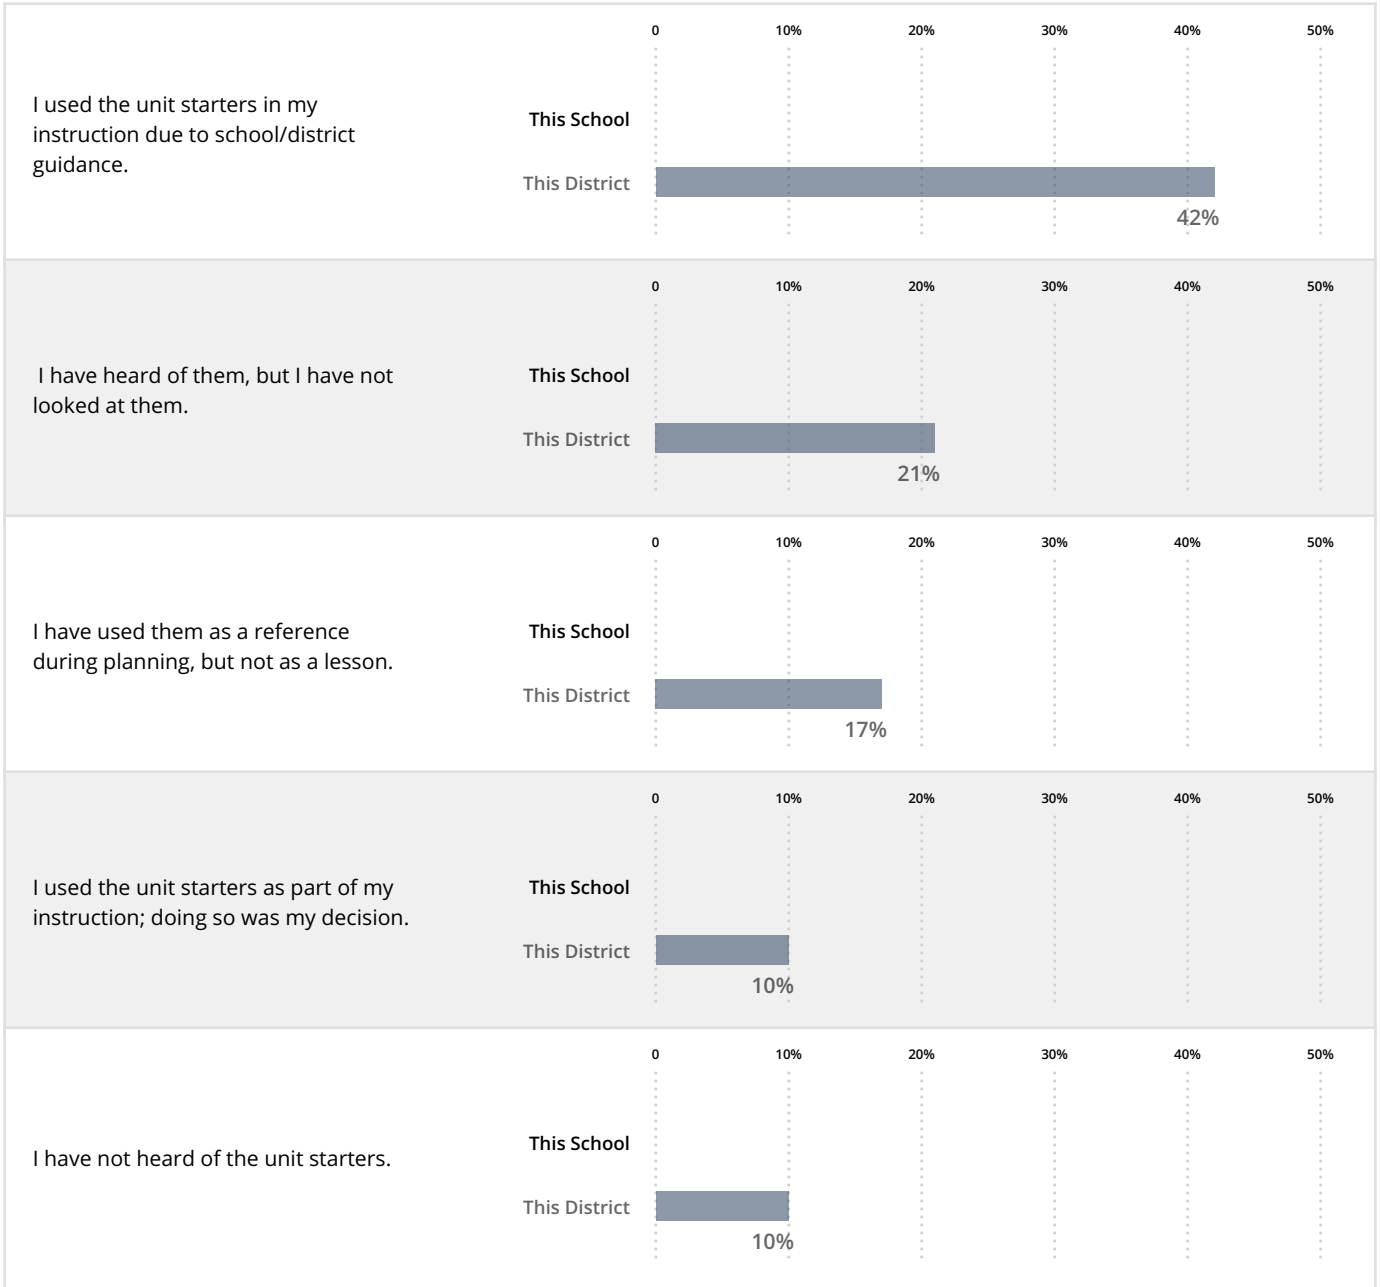 0 10% 20% 30% 40% 50%
I used the unit starters in my
instruction due to school/district
guidance.
This School
This District
42%
0 10% 20% 30% 40% 50%
I have heard of them, but I have not
looked at them.
This School
This District
21%
0 10% 20% 30% 40% 50%
I have used them as a reference
during planning, but not as a lesson.
This School
This District
17%
0 10% 20% 30% 40% 50%
I used the unit starters as part of my
instruction; doing so was my decision.
This School
This District
10%
0 10% 20% 30% 40% 50%
I have not heard of the unit starters.
This School
This District
10%